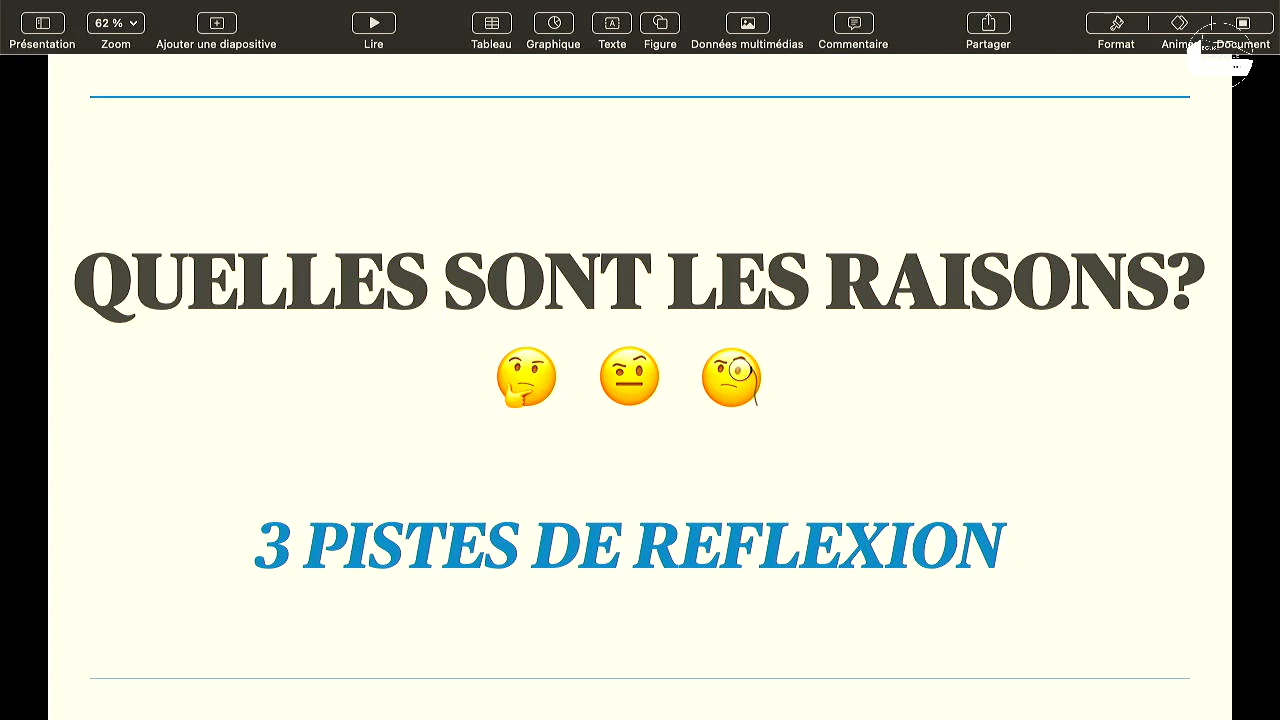 62 %
Présentation Zoom Ajouter une diapositive Lire Tableau Graphique Texte Figure Données multimédias Commentaire Partager Format Document
QUELLES SONT LES RAISONS?
3 PISTES DE REFLEXION